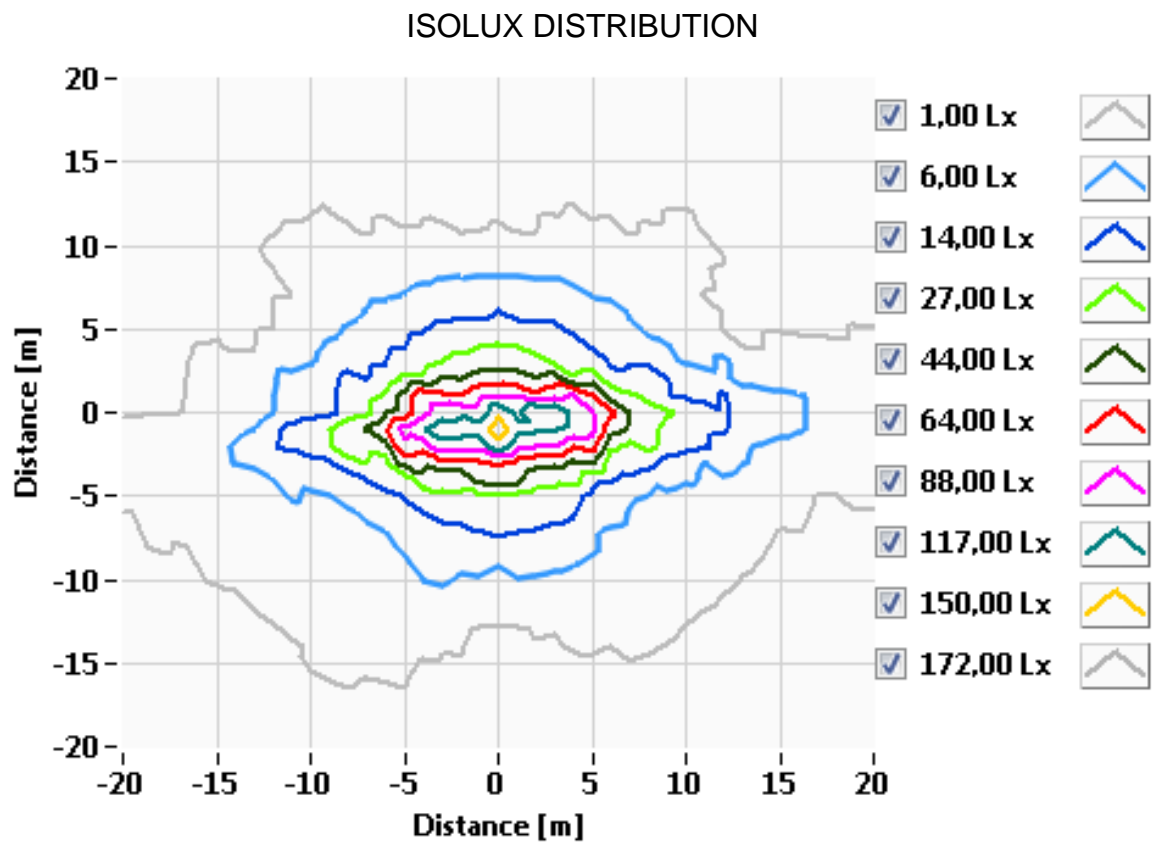 ISOLUX DISTRIBUTION
20
15
10
5
0
-5
-10
-15
-20
Distance [m]
-20 -15 -10 -5 0 5 10 15 20
Distance [m]
1,00 Lx
6,00 Lx
14,00 Lx
27,00 Lx
44,00 Lx
64,00 Lx
88,00 Lx
117,00 Lx
150,00 Lx
172,00 Lx